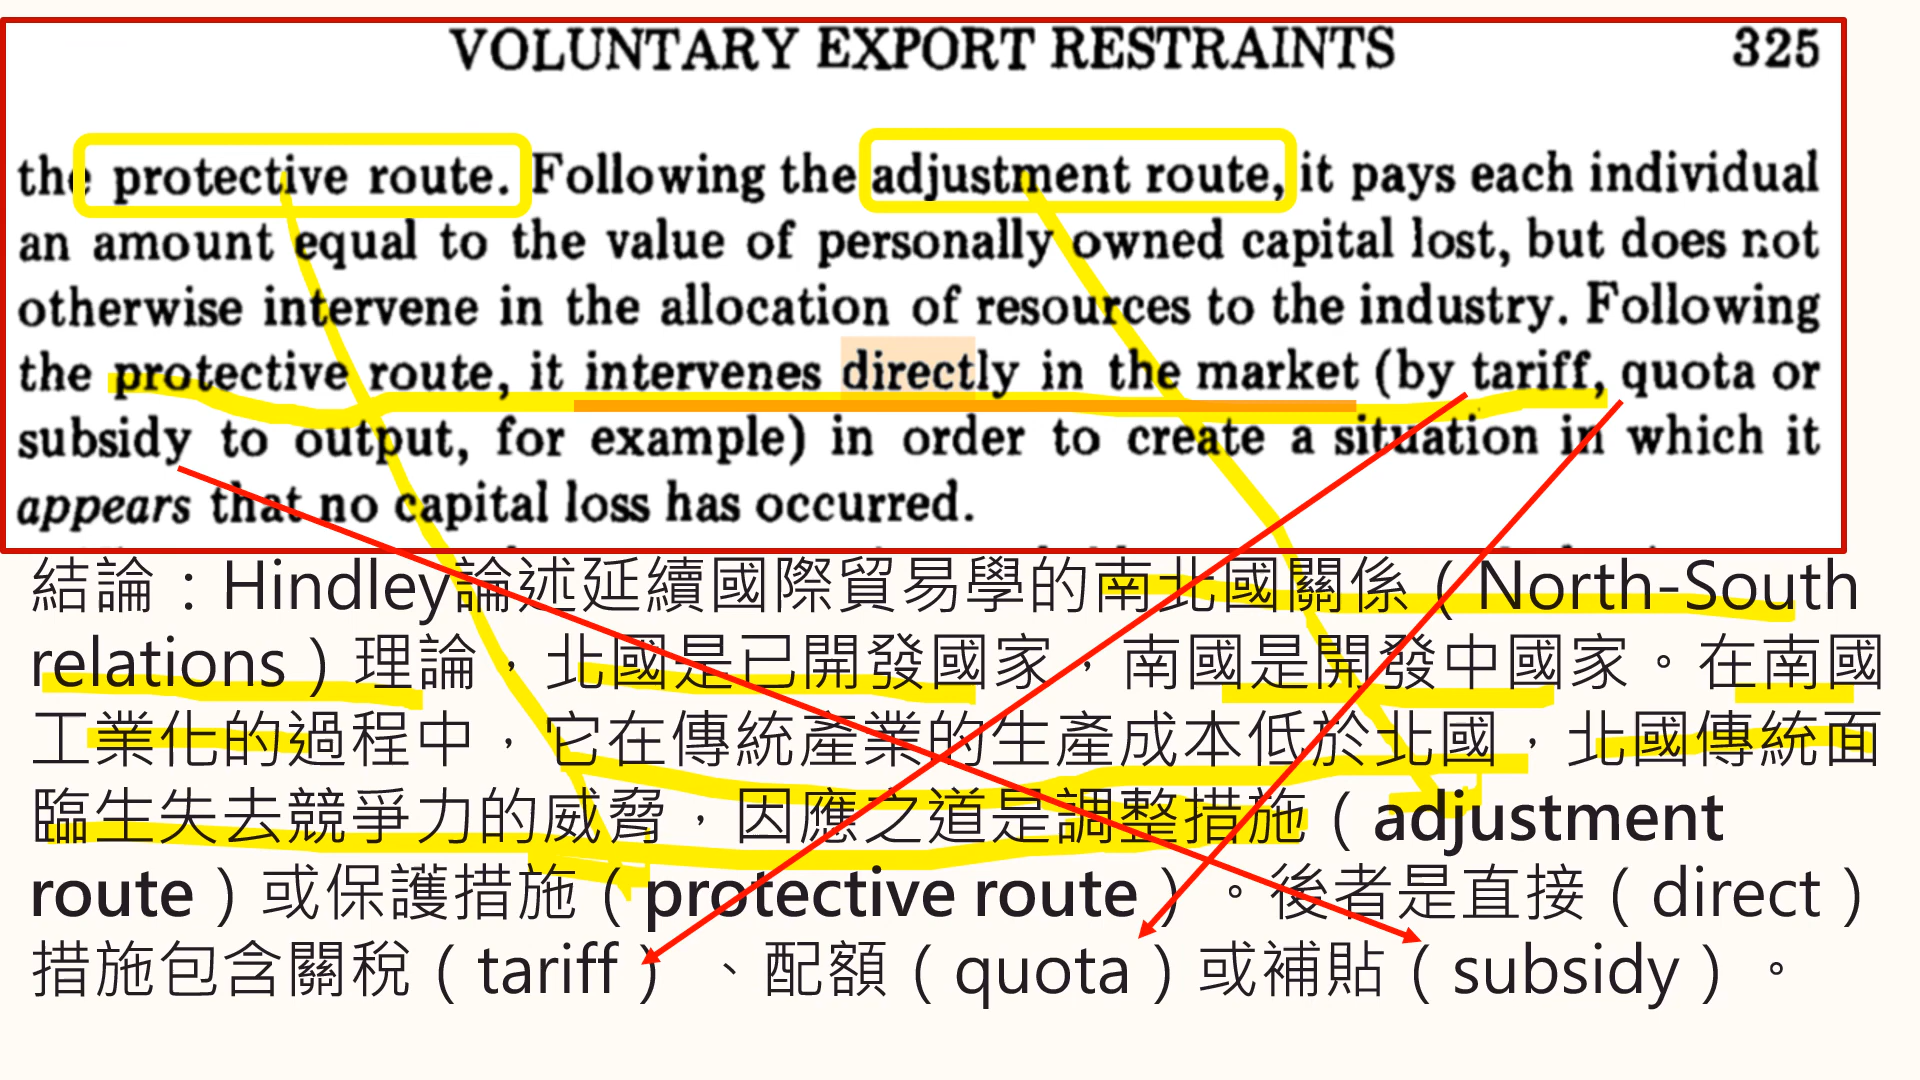 VOLUNTARY EXPORT RESTRAINTS 325
the protective route. Following the adjustment route, it pays each individual
an amount equal to the value of personally owned capital lost, but does not
otherwise intervene in the allocation of resources to the industry. Following
the protective route, it intervenes directly in the market (by tariff, quota or
subsidy to output, for example) in order to create a situation in which it
appears that no capital loss has occurred.
結論：Hindley論述延續國際貿易學的南北國關係（North-South
relations）理論，北國是已開發國家，南國是開發中國家。在南國
工業化的過程中，它在傳統產業的生產成本低於北國，北國傳統面
臨生失去競爭力的威脅，因應之道是調整措施（adjustment
route）或保護措施（protective route）。後者是直接（direct）
措施包含關稅（tariff）、配額（quota）或補貼（subsidy）。